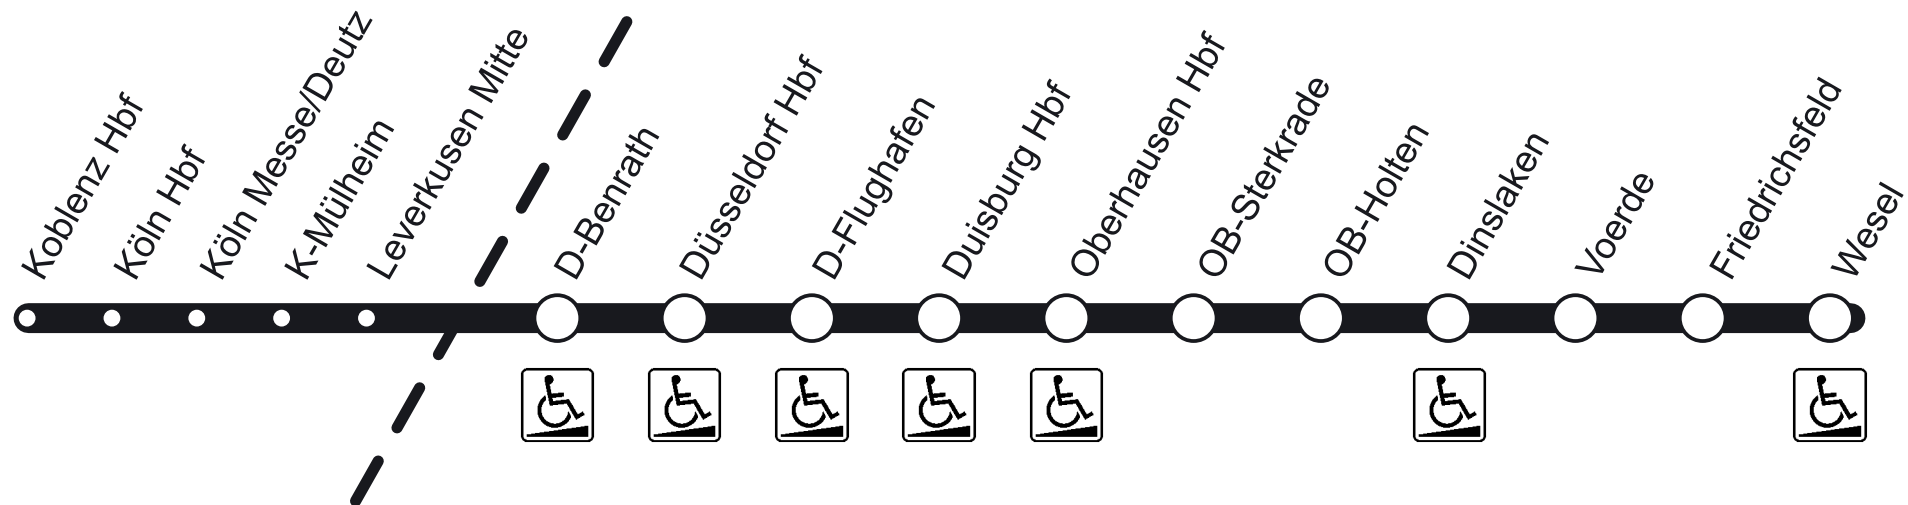 Koblenz Hbf
Köln Hbf
Köln Messe/Deutz
K-Mülheim
Leverkusen Mitte
D-Benrath
Düsseldorf Hbf
D-Flughafen
Duisburg Hbf
Oberhausen Hbf
OB-Sterkrade
OB-Holten
Dinslaken
Voerde
Friedrichsfeld
Wesel